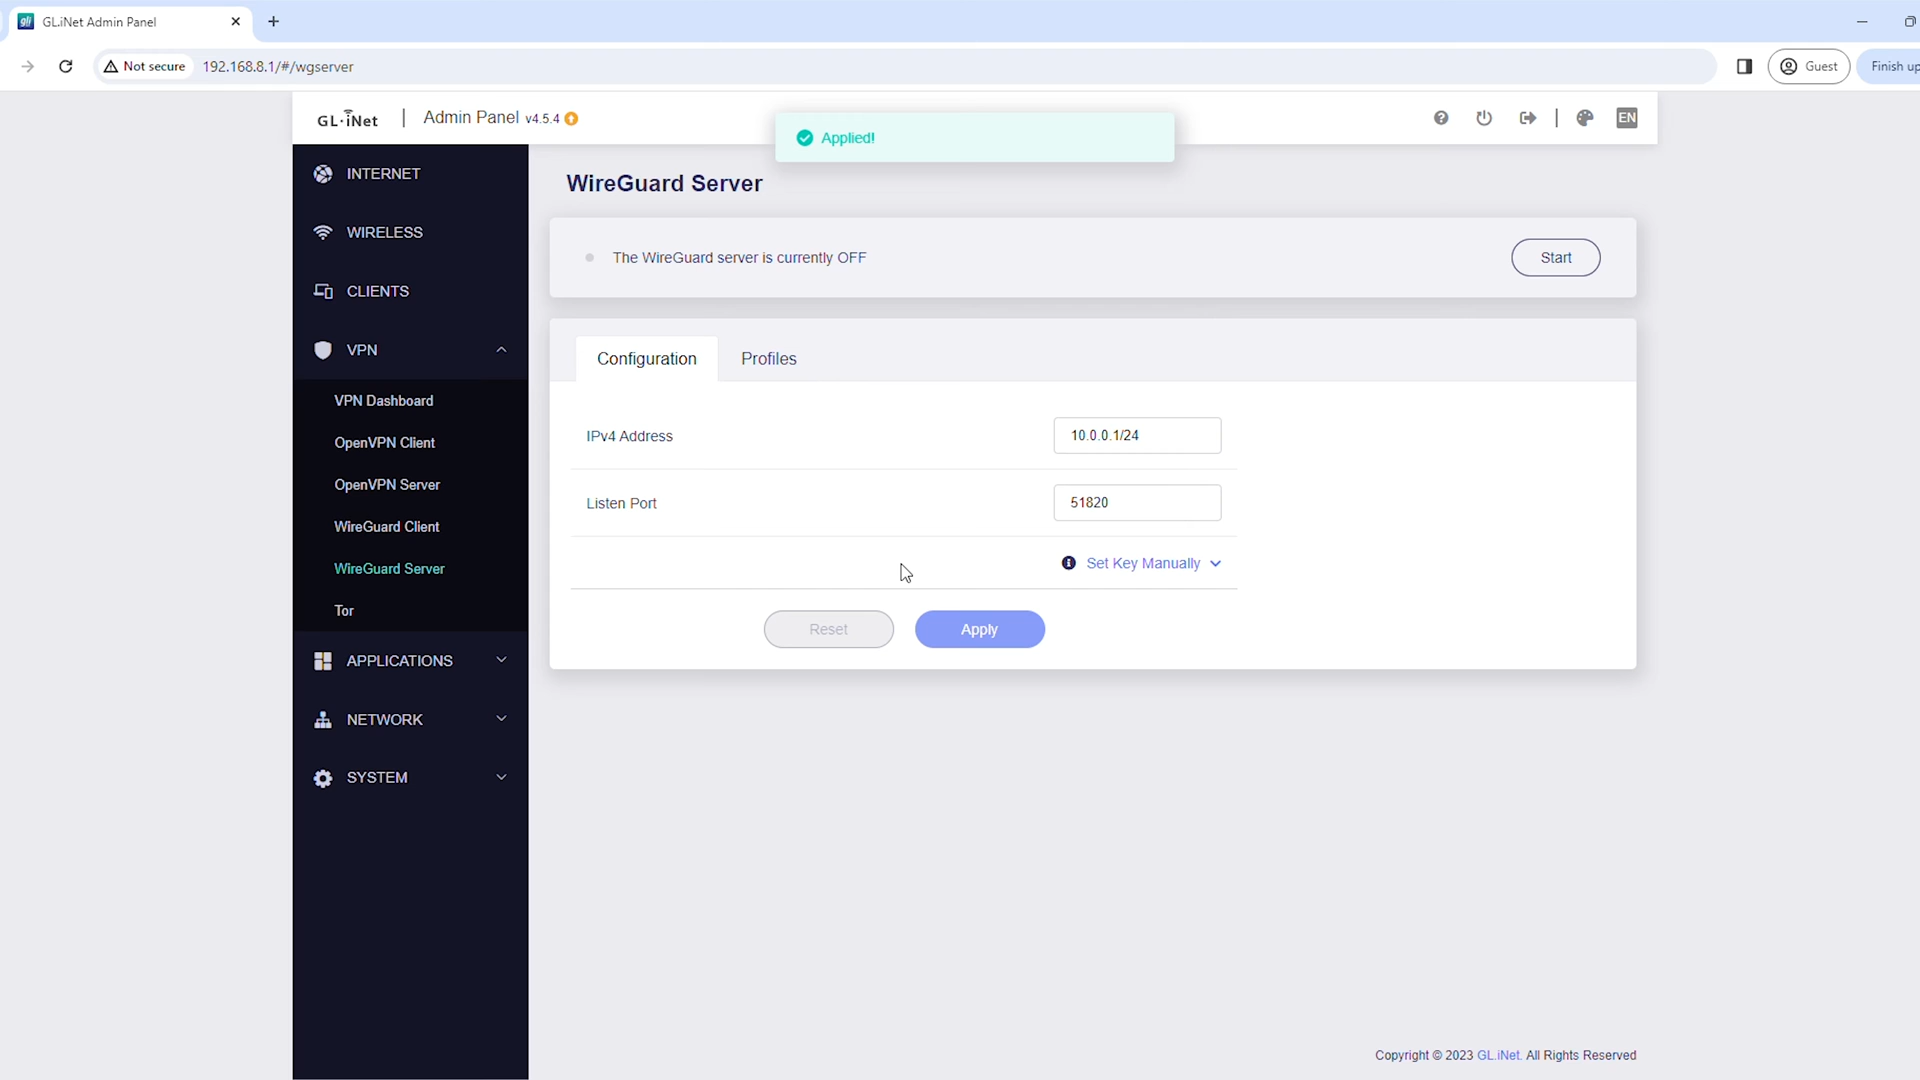 gli GL.iNet Admin Panel
Not secure 192.168.8.1/#/wgserver Guest Finish up
GL·iNet | Admin Panel v4.5.4 EN
Applied!
INTERNET
WIRELESS
CLIENTS
VPN
VPN Dashboard
OpenVPN Client
OpenVPN Server
WireGuard Client
WireGuard Server
Tor
APPLICATIONS
NETWORK
SYSTEM
WireGuard Server
The WireGuard server is currently OFF Start
Configuration Profiles
IPv4 Address 10.0.0.1/24
Listen Port 51820
Set Key Manually
Reset Apply
Copyright © 2023 GL.iNet. All Rights Reserved